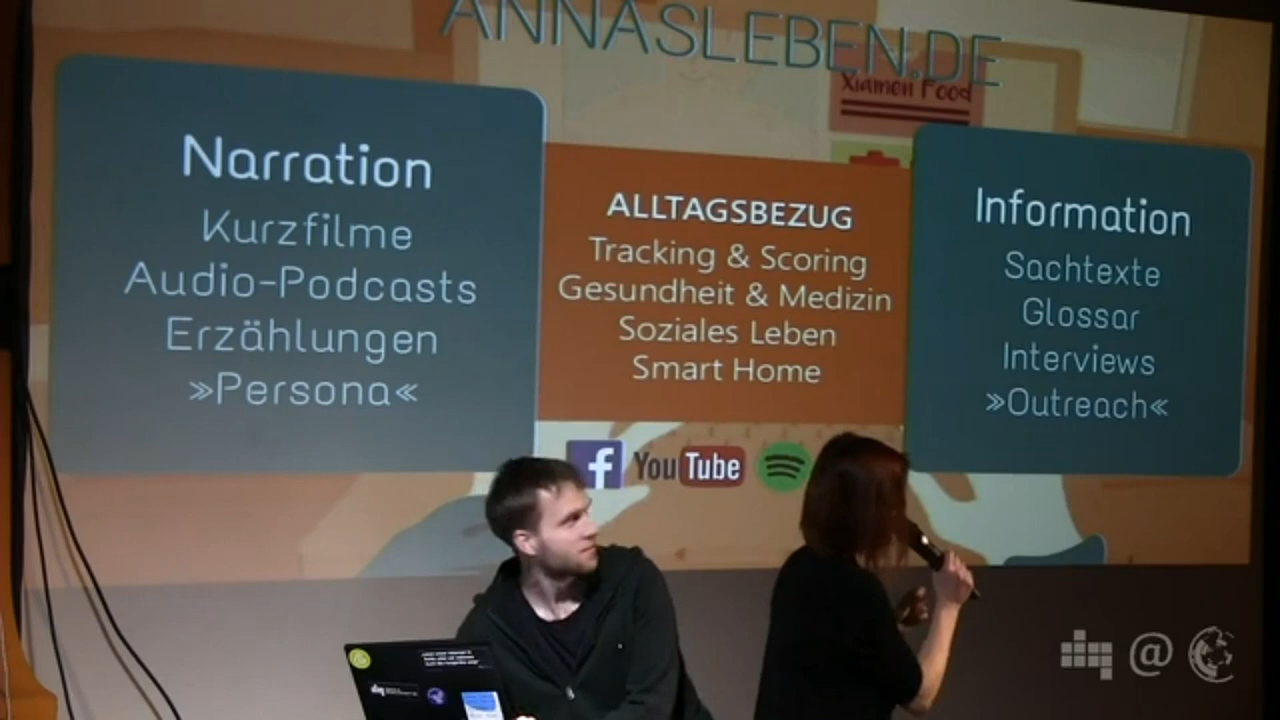 ANNASLEBEN.DE
Xiamen Food
Narration
Kurzfilme
Audio-Podcasts
Erzählungen
»Persona«
ALLTAGSBEZUG
Tracking & Scoring
Gesundheit & Medizin
Soziales Leben
Smart Home
Information
Sachtexte
Glossar
Interviews
»Outreach«
f
YouTube
@